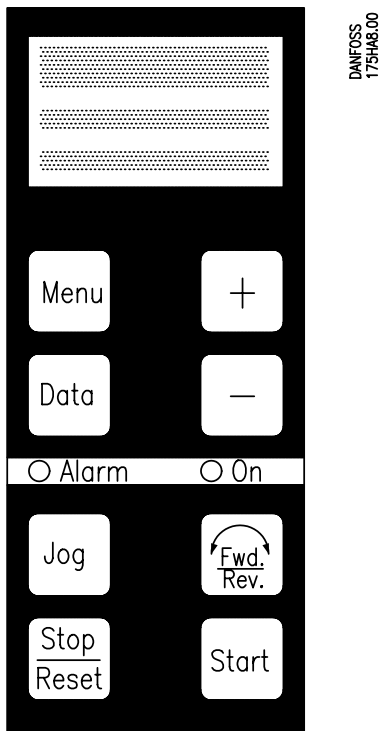 DANFOSS
175HA8.00
Menu
+
Data
−
Alarm
On
Jog
Fwd.
Rev.
Stop
Reset
Start